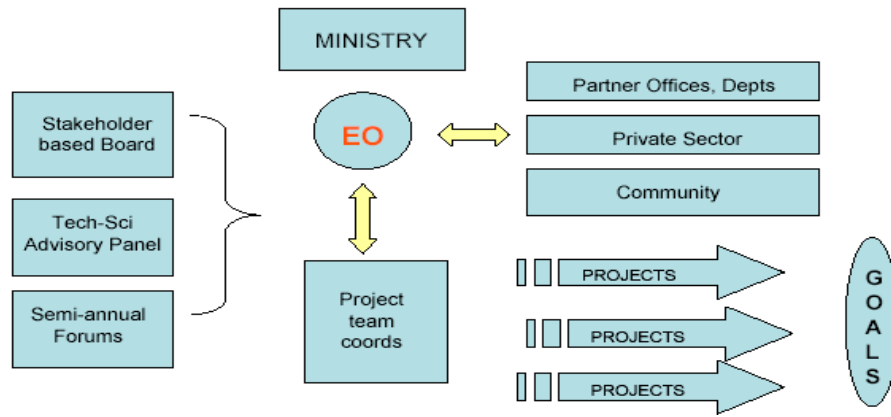 MINISTRY
Stakeholder
based Board
Tech-Sci
Advisory Panel
Semi-annual
Forums
EO
Project
team
coords
Partner Offices, Depts
Private Sector
Community
PROJECTS
PROJECTS
PROJECTS
GOALS